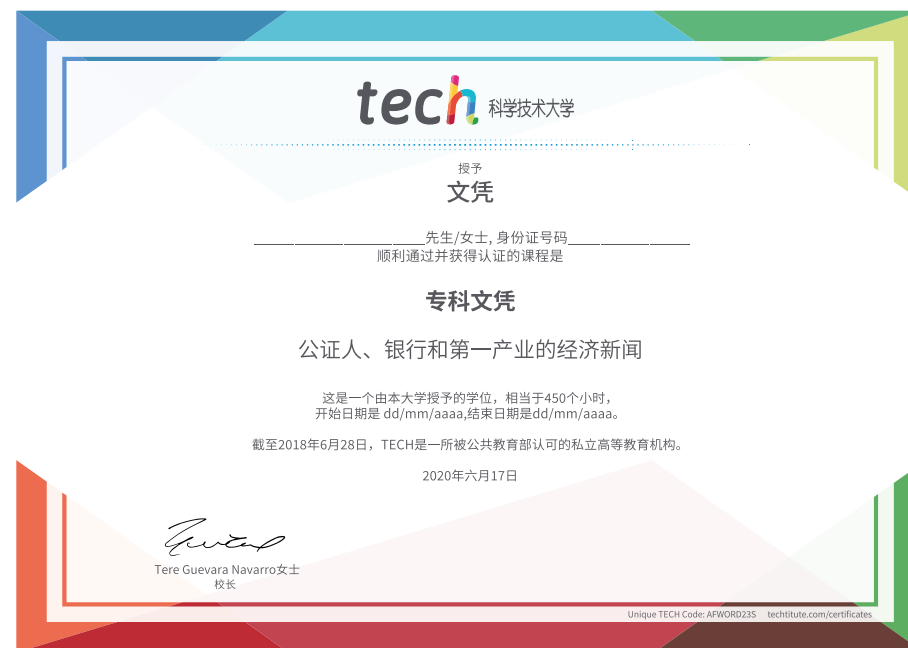 tech 科学技术大学
授予
文凭
______________________先生/女士, 身份证号码________________
顺利通过并获得认证的课程是
专科文凭
公证人、银行和第一产业的经济新闻
这是一个由本大学授予的学位，相当于450个小时，
开始日期是 dd/mm/aaaa,结束日期是dd/mm/aaaa。
截至2018年6月28日，TECH是一所被公共教育部认可的私立高等教育机构。
2020年六月17日
Tere Guevara Navarro女士
校长
Unique TECH Code: AFWORD23S techtitute.com/certificates